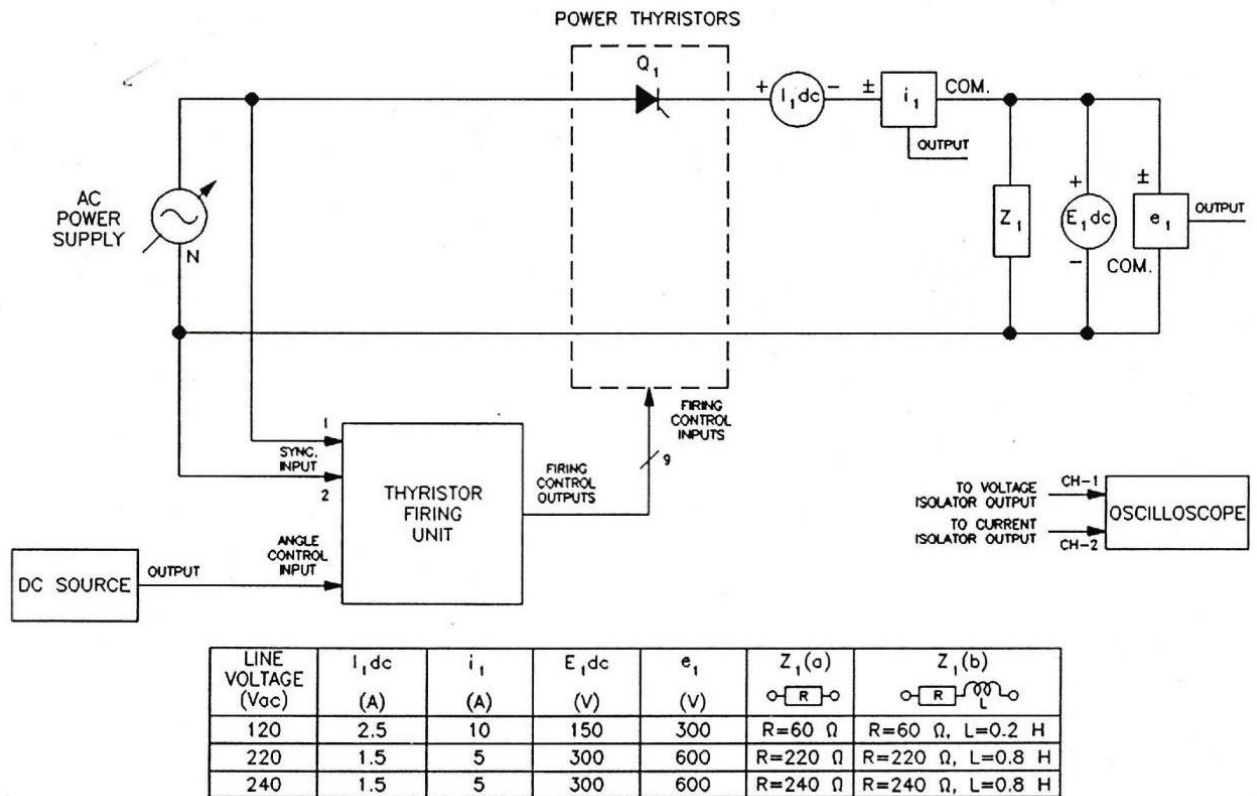 POWER THYRISTORS
Q1
+ I1dc -
± i1 COM.
OUTPUT
AC
POWER
SUPPLY
N
Z1
+ E1dc -
± e1 OUTPUT
COM.
1
SYNC.
INPUT
2
THYRISTOR
FIRING
UNIT
FIRING
CONTROL
OUTPUTS
FIRING
CONTROL
INPUTS
9
ANGLE
CONTROL
INPUT
DC SOURCE
OUTPUT
TO VOLTAGE
ISOLATOR OUTPUT
CH-1
TO CURRENT
ISOLATOR OUTPUT
CH-2
OSCILLOSCOPE
LINE
VOLTAGE
(Vac)
I1dc
(A)
i1
(A)
E1dc
(V)
e1
(V)
Z1(a)
R
Z1(b)
R L
120 2.5 10 150 300 R=60 Ω R=60 Ω, L=0.2 H
220 1.5 5 300 600 R=220 Ω R=220 Ω, L=0.8 H
240 1.5 5 300 600 R=240 Ω R=240 Ω, L=0.8 H